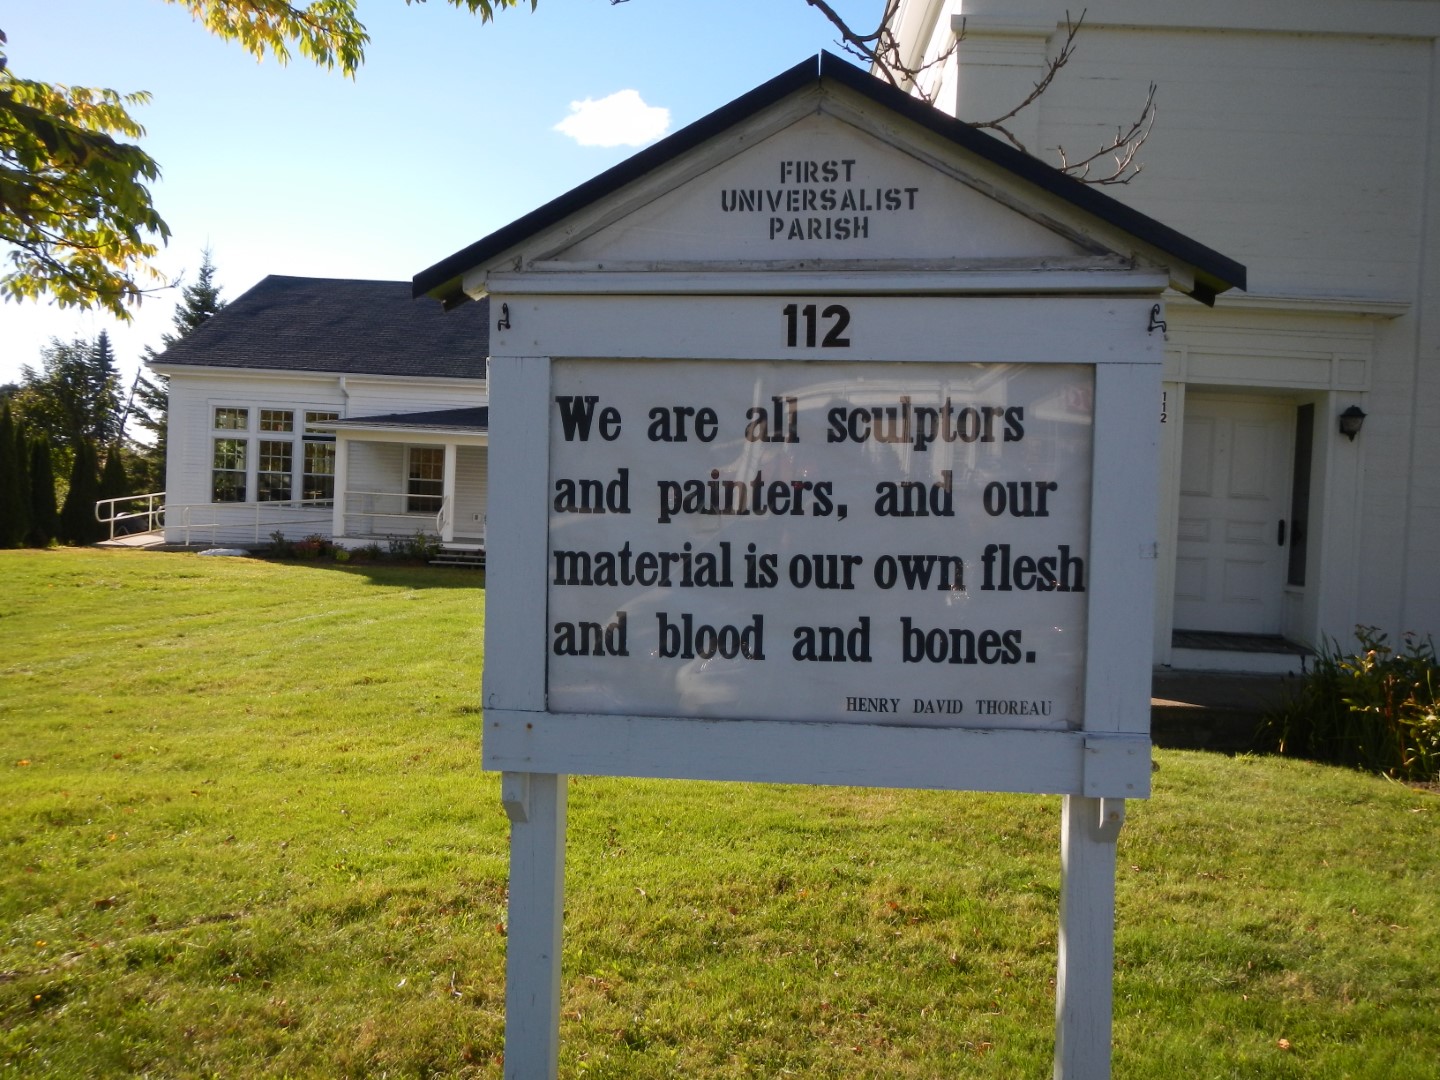 FIRST
UNIVERSALIST
PARISH
112
We are all sculptors
and painters, and our
material is our own flesh
and blood and bones.
HENRY DAVID THOREAU
112